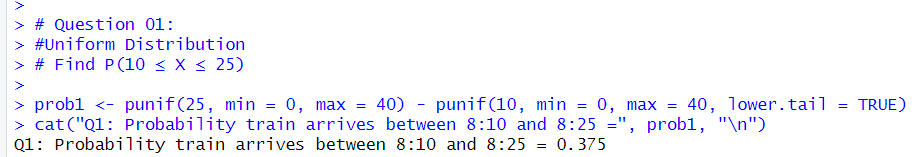 >
> # Question 01:
> #Uniform Distribution
> # Find P(10 ≤ X ≤ 25)
>
> prob1 <- punif(25, min = 0, max = 40) - punif(10, min = 0, max = 40, lower.tail = TRUE)
> cat("Q1: Probability train arrives between 8:10 and 8:25 =", prob1, "\n")
Q1: Probability train arrives between 8:10 and 8:25 = 0.375